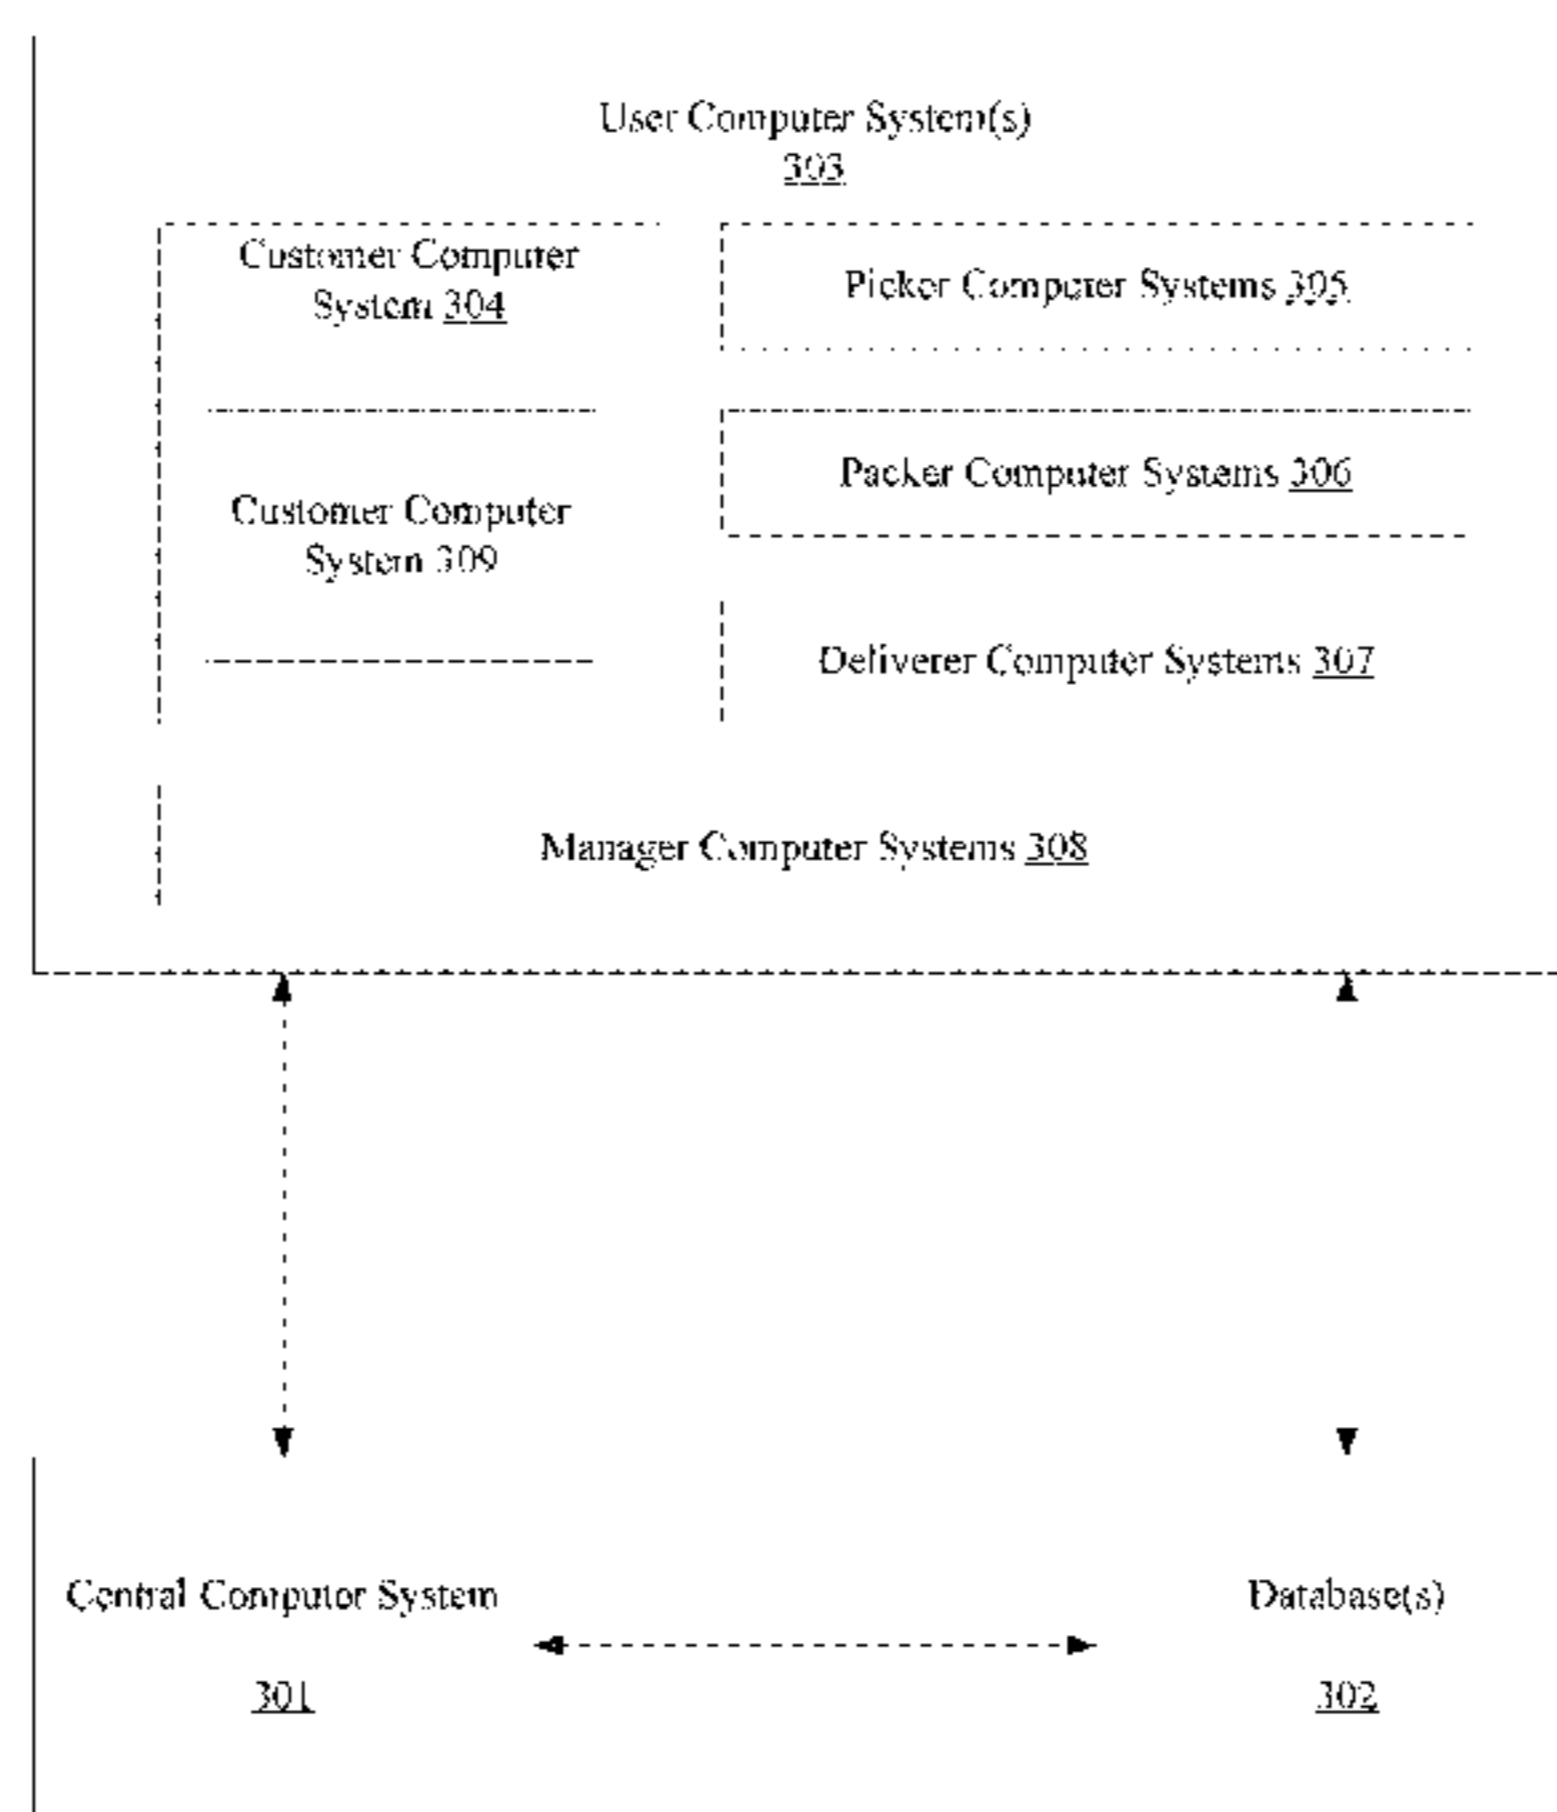 User Computer System(s)
303
Customer Computer
System 304
Picker Computer Systems 305
Packer Computer Systems 306
Customer Computer
System 309
Deliverer Computer Systems 307
Manager Computer Systems 308
Central Computer System
301
Database(s)
302